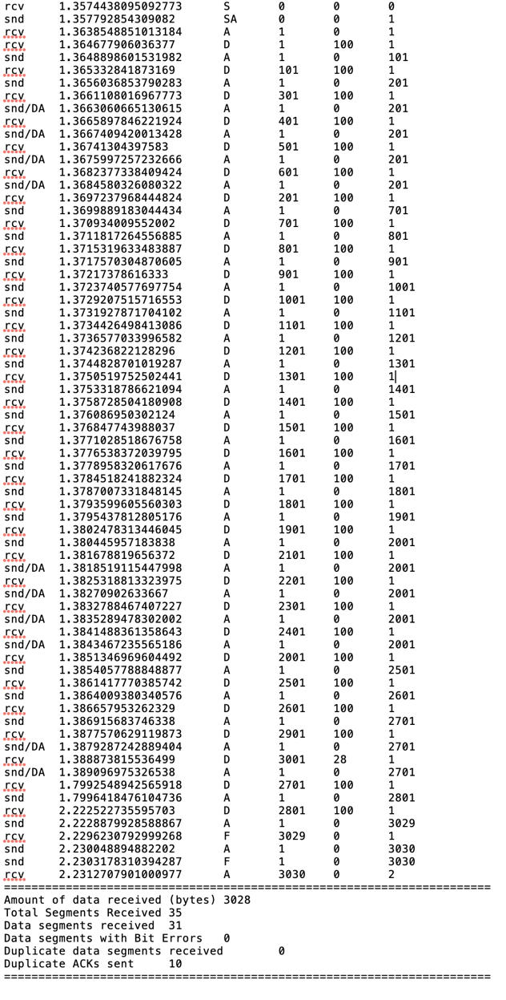 rcv 1.3574438095092773 S 0 0 0
snd 1.357792854309082 SA 0 0 1
rcv 1.3638548851013184 A 1 0 1
rcv 1.364677906036377 D 1 100 1
snd 1.3648898601531982 A 1 0 101
rcv 1.365332841873169 D 101 100 1
snd 1.3656036853790283 A 1 0 201
rcv 1.3661108016967773 D 301 100 1
snd/DA 1.3663060665130615 A 1 0 201
rcv 1.3665897846221924 D 401 100 1
snd/DA 1.3667409420013428 A 1 0 201
rcv 1.36741304397583 D 501 100 1
snd/DA 1.3675997257232666 A 1 0 201
rcv 1.3682377338409424 D 601 100 1
snd/DA 1.3684580326080322 A 1 0 201
rcv 1.3697237968444824 D 201 100 1
snd 1.3699889183044434 A 1 0 701
rcv 1.370934009552002 D 701 100 1
snd 1.3711817264556885 A 1 0 801
rcv 1.3715319633483887 D 801 100 1
snd 1.3717570304870605 A 1 0 901
rcv 1.37217378616333 D 901 100 1
snd 1.3723740577697754 A 1 0 1001
rcv 1.3729207515716553 D 1001 100 1
snd 1.3731927871704102 A 1 0 1101
rcv 1.3734426498413086 D 1101 100 1
snd 1.3736577033996582 A 1 0 1201
rcv 1.374236822128296 D 1201 100 1
snd 1.3744828701019287 A 1 0 1301
rcv 1.3750519752502441 D 1301 100 1
snd 1.3753318786621094 A 1 0 1401
rcv 1.3758728504180908 D 1401 100 1
snd 1.376086950302124 A 1 0 1501
rcv 1.376847743988037 D 1501 100 1
snd 1.3771028518676758 A 1 0 1601
rcv 1.3776538372039795 D 1601 100 1
snd 1.3778958320617676 A 1 0 1701
rcv 1.3784518241882324 D 1701 100 1
snd 1.3787007331848145 A 1 0 1801
rcv 1.3793599605560303 D 1801 100 1
snd 1.3795437812805176 A 1 0 1901
rcv 1.3802478313446045 D 1901 100 1
snd 1.380445957183838 A 1 0 2001
rcv 1.381678819656372 D 2101 100 1
snd/DA 1.3818519115447998 A 1 0 2001
rcv 1.3825318813323975 D 2201 100 1
snd/DA 1.38270902633667 A 1 0 2001
rcv 1.3832788467407227 D 2301 100 1
snd/DA 1.3835289478302002 A 1 0 2001
rcv 1.3841488361358643 D 2401 100 1
snd/DA 1.3843467235565186 A 1 0 2001
rcv 1.3851346969604492 D 2001 100 1
snd 1.3854057788848877 A 1 0 2501
rcv 1.3861417770385742 D 2501 100 1
snd 1.3864009380340576 A 1 0 2601
rcv 1.386657953262329 D 2601 100 1
snd 1.386915683746338 A 1 0 2701
rcv 1.3877570629119873 D 2901 100 1
snd/DA 1.3879287242889404 A 1 0 2701
rcv 1.388873815536499 D 3001 28 1
snd/DA 1.389096975326538 A 1 0 2701
rcv 1.7992548942565918 D 2701 100 1
snd 1.7996418476104736 A 1 0 2801
rcv 2.222522735595703 D 2801 100 1
snd 2.2228879928588867 A 1 0 3029
rcv 2.2296230792999268 F 3029 0 1
snd 2.230048894882202 A 1 0 3030
snd 2.2303178310394287 F 1 0 3030
rcv 2.2312707901000977 A 3030 0 2
======================================================================
Amount of data received (bytes) 3028
Total Segments Received 35
Data segments received 31
Data segments with Bit Errors 0
Duplicate data segments received 0
Duplicate ACKs sent 10
======================================================================